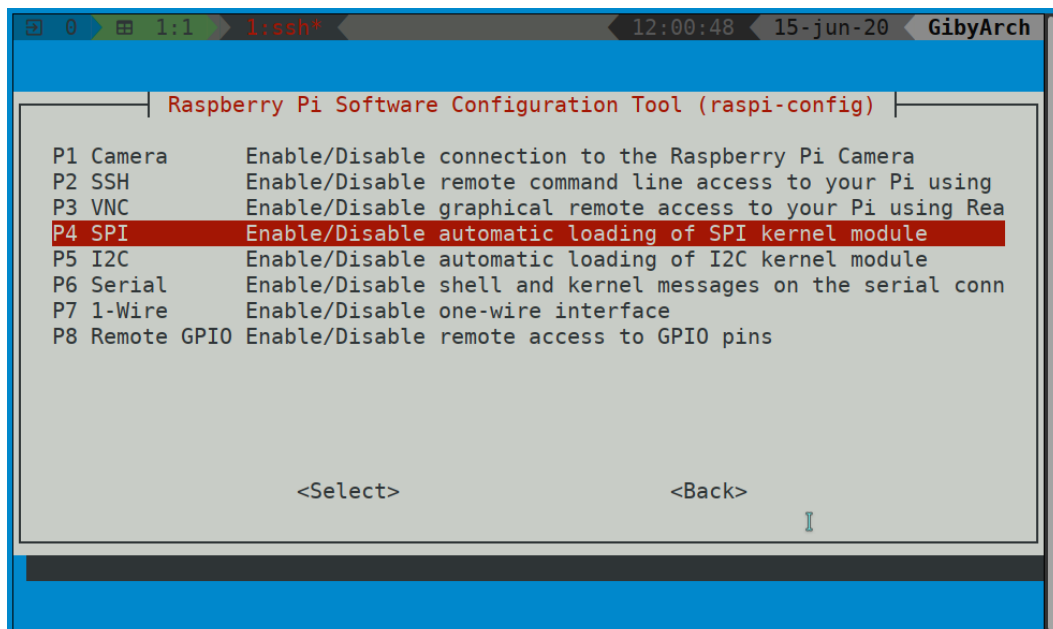 0 1:1 1:ssh* 12:00:48 15-jun-20 GibyArch
Raspberry Pi Software Configuration Tool (raspi-config)
P1 Camera Enable/Disable connection to the Raspberry Pi Camera
P2 SSH Enable/Disable remote command line access to your Pi using
P3 VNC Enable/Disable graphical remote access to your Pi using Rea
P4 SPI Enable/Disable automatic loading of SPI kernel module
P5 I2C Enable/Disable automatic loading of I2C kernel module
P6 Serial Enable/Disable shell and kernel messages on the serial conn
P7 1-Wire Enable/Disable one-wire interface
P8 Remote GPIO Enable/Disable remote access to GPIO pins
<Select> <Back>